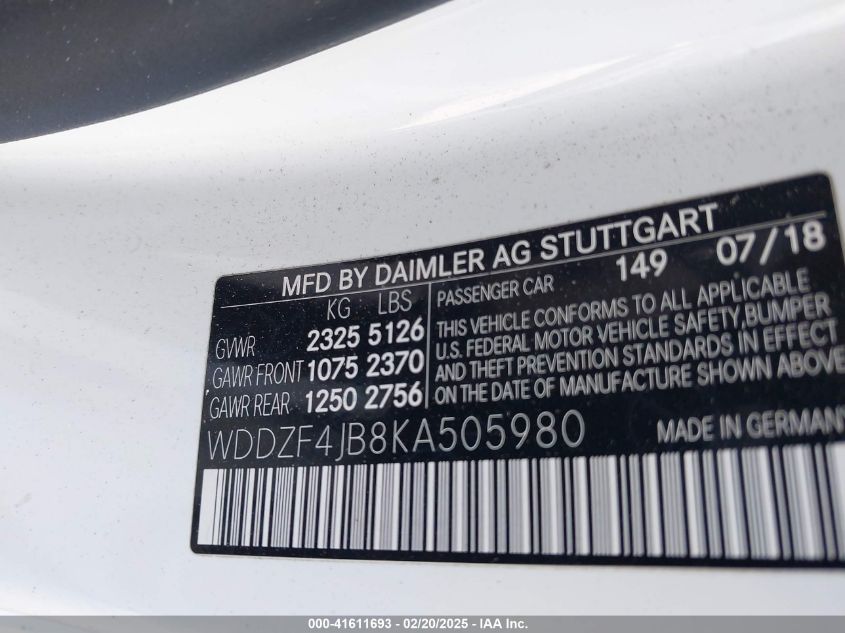 MFD BY DAIMLER AG STUTTGART
KG LBS
GVWR 2325 5126
GAWR FRONT 1075 2370
GAWR REAR 1250 2756
PASSENGER CAR 149 07/18
THIS VEHICLE CONFORMS TO ALL APPLICABLE
U.S. FEDERAL MOTOR VEHICLE SAFETY,BUMPER
AND THEFT PREVENTION STANDARDS IN EFFECT
ON THE DATE OF MANUFACTURE SHOWN ABOVE
WDDZF4JB8KA505980 MADE IN GERMANY
000-41611693 - 02/20/2025 - IAA Inc.